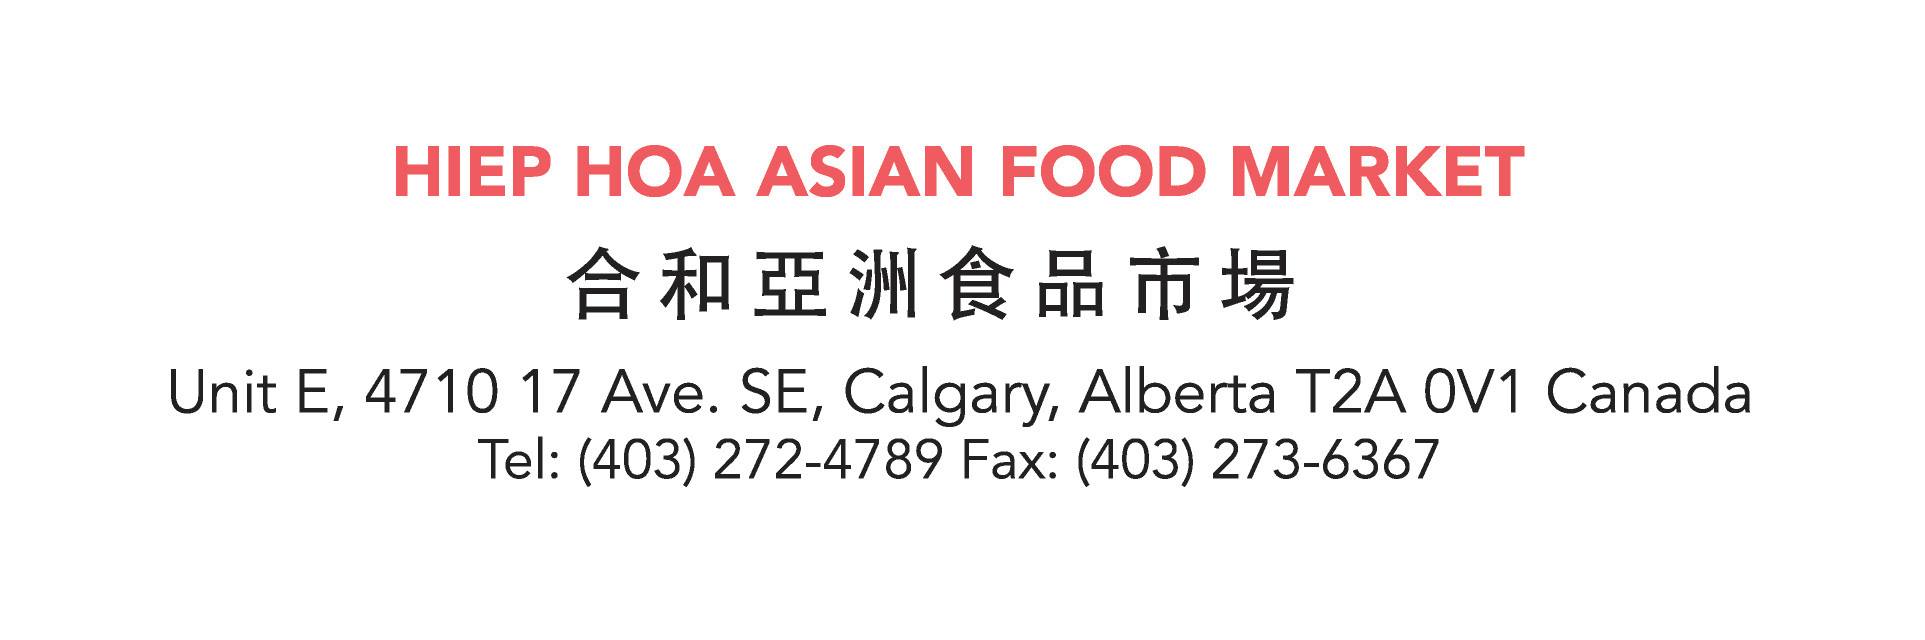 HIEP HOA ASIAN FOOD MARKET
合和亞洲食品市場
Unit E, 4710 17 Ave. SE, Calgary, Alberta T2A 0V1 Canada
Tel: (403) 272-4789 Fax: (403) 273-6367